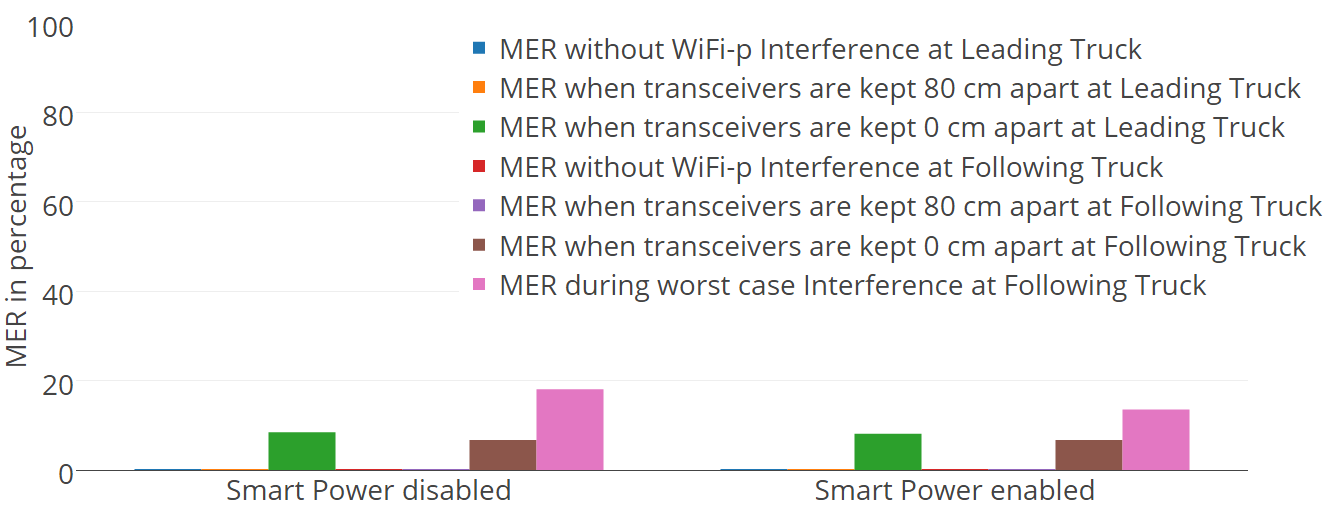 100
80
60
40
20
0
MER in percentage
MER without WiFi-p Interference at Leading Truck
MER when transceivers are kept 80 cm apart at Leading Truck
MER when transceivers are kept 0 cm apart at Leading Truck
MER without WiFi-p Interference at Following Truck
MER when transceivers are kept 80 cm apart at Following Truck
MER when transceivers are kept 0 cm apart at Following Truck
MER during worst case Interference at Following Truck
Smart Power disabled
Smart Power enabled